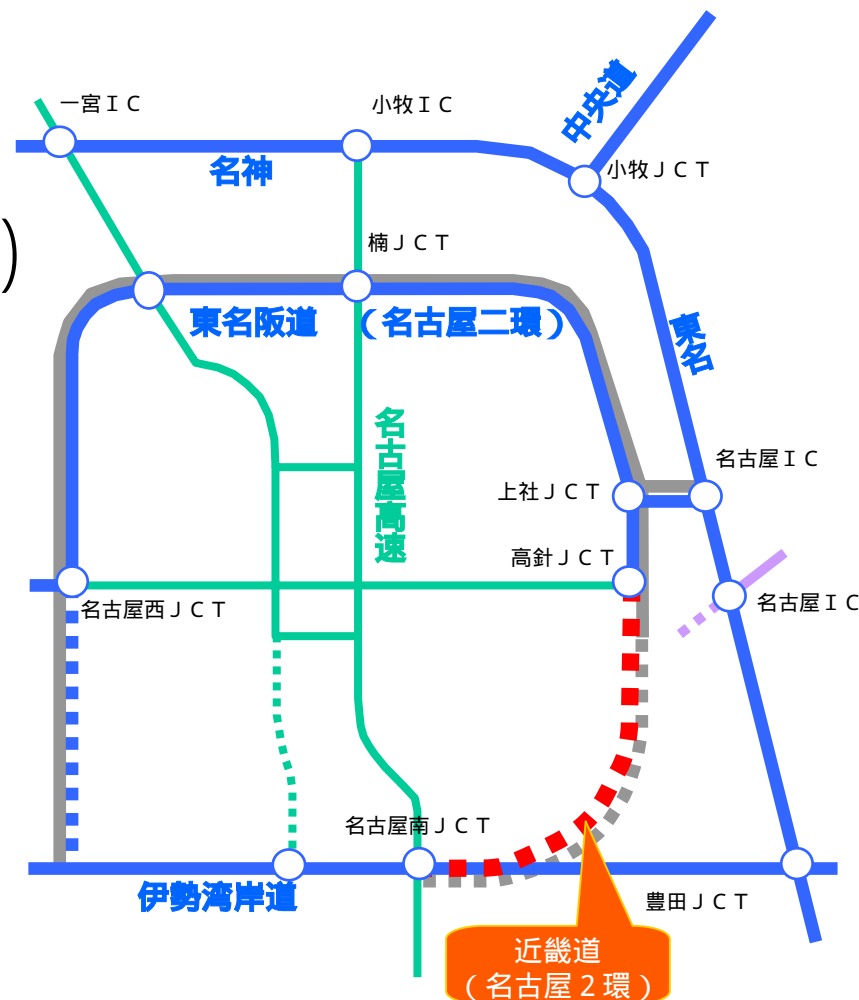 一宮ＩＣ
小牧ＩＣ
中央道
名神
小牧ＪＣＴ
)
楠ＪＣＴ
東名阪道　（名古屋二環）
東名
名古屋高速
名古屋ＩＣ
上社ＪＣＴ
高針ＪＣＴ
名古屋西ＪＣＴ
名古屋ＩＣ
名古屋南ＪＣＴ
伊勢湾岸道
豊田ＪＣＴ
近畿道
（名古屋２環）